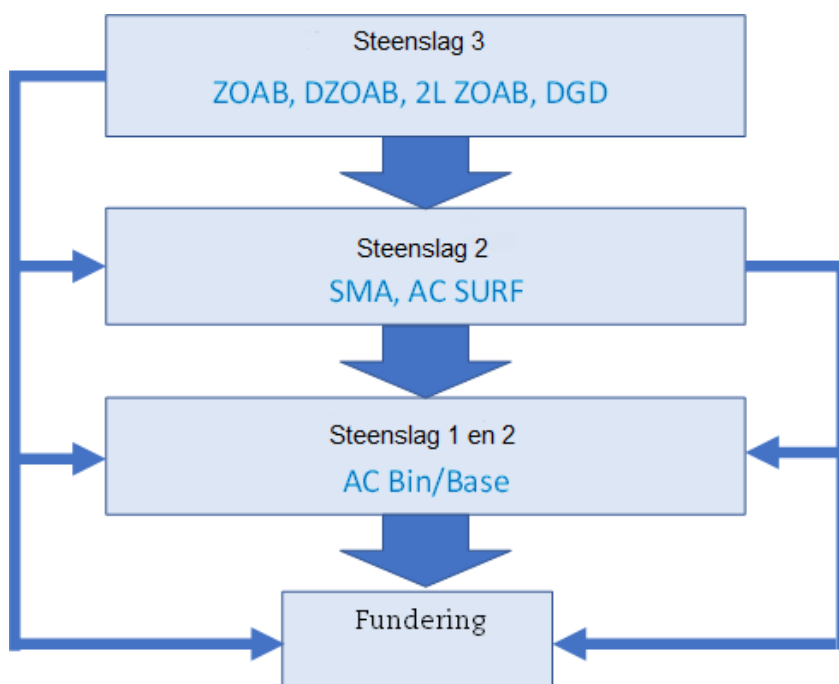 Steenslag 3
ZOAB, DZOAB, 2L ZOAB, DGD
Steenslag 2
SMA, AC SURF
Steenslag 1 en 2
AC Bin/Base
Fundering